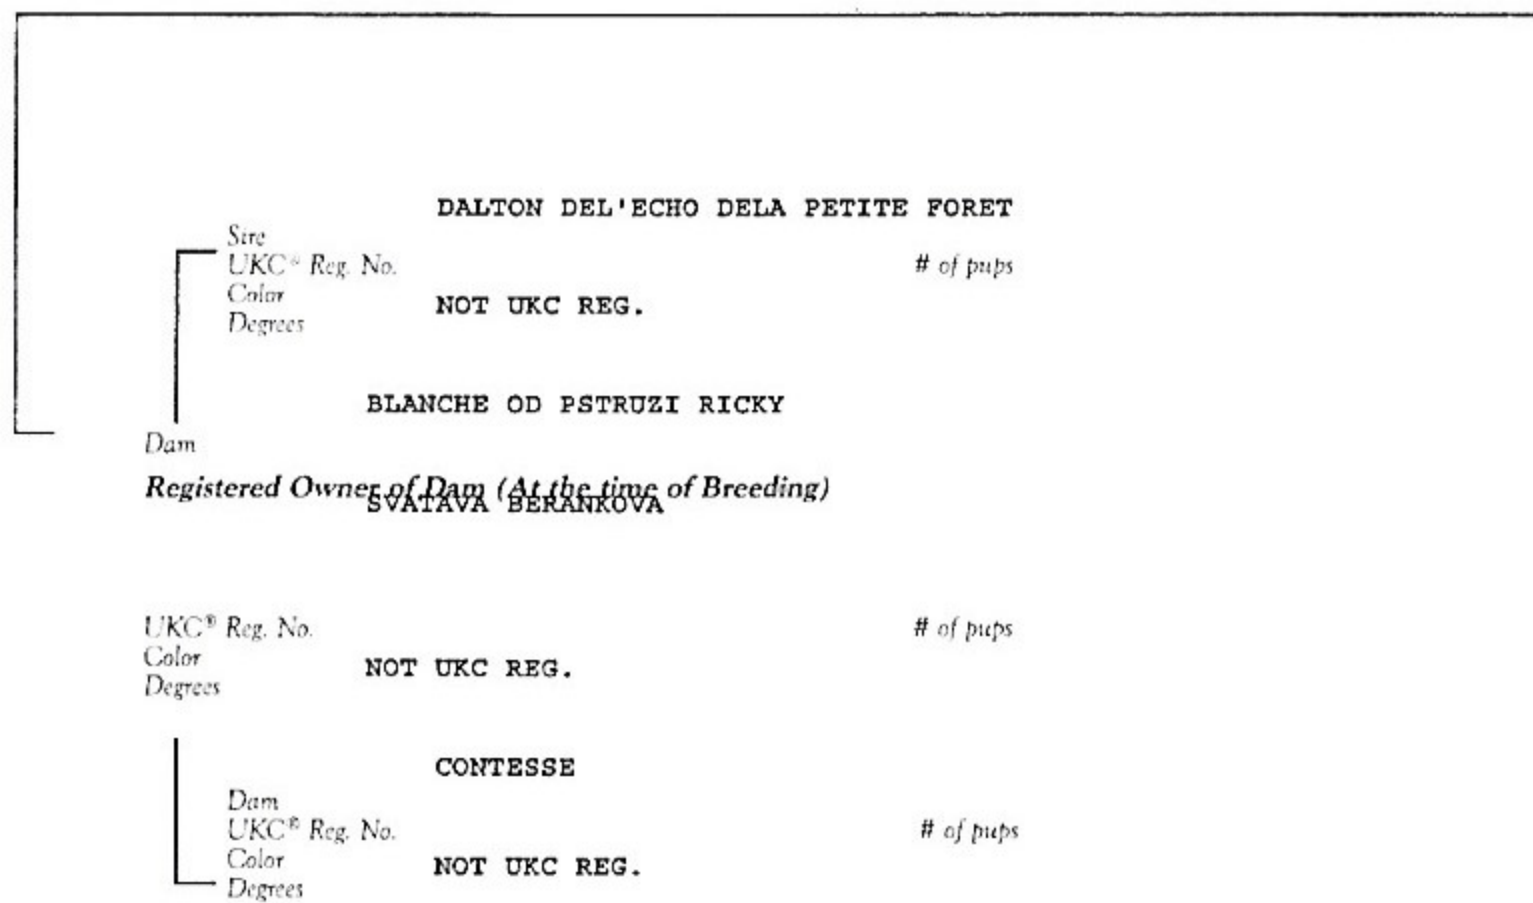 DALTON DEL'ECHO DELA PETITE FORET
Sire
UKC® Reg. No. # of pups
Color
NOT UKC REG.
Degrees
BLANCHE OD PSTRUZI RICKY
Dam
Registered Owner of Dam (At the time of Breeding)
SVATAVA BERANKOVA
UKC® Reg. No. # of pups
Color
NOT UKC REG.
Degrees
CONTESSE
Dam
UKC® Reg. No. # of pups
Color
NOT UKC REG.
Degrees